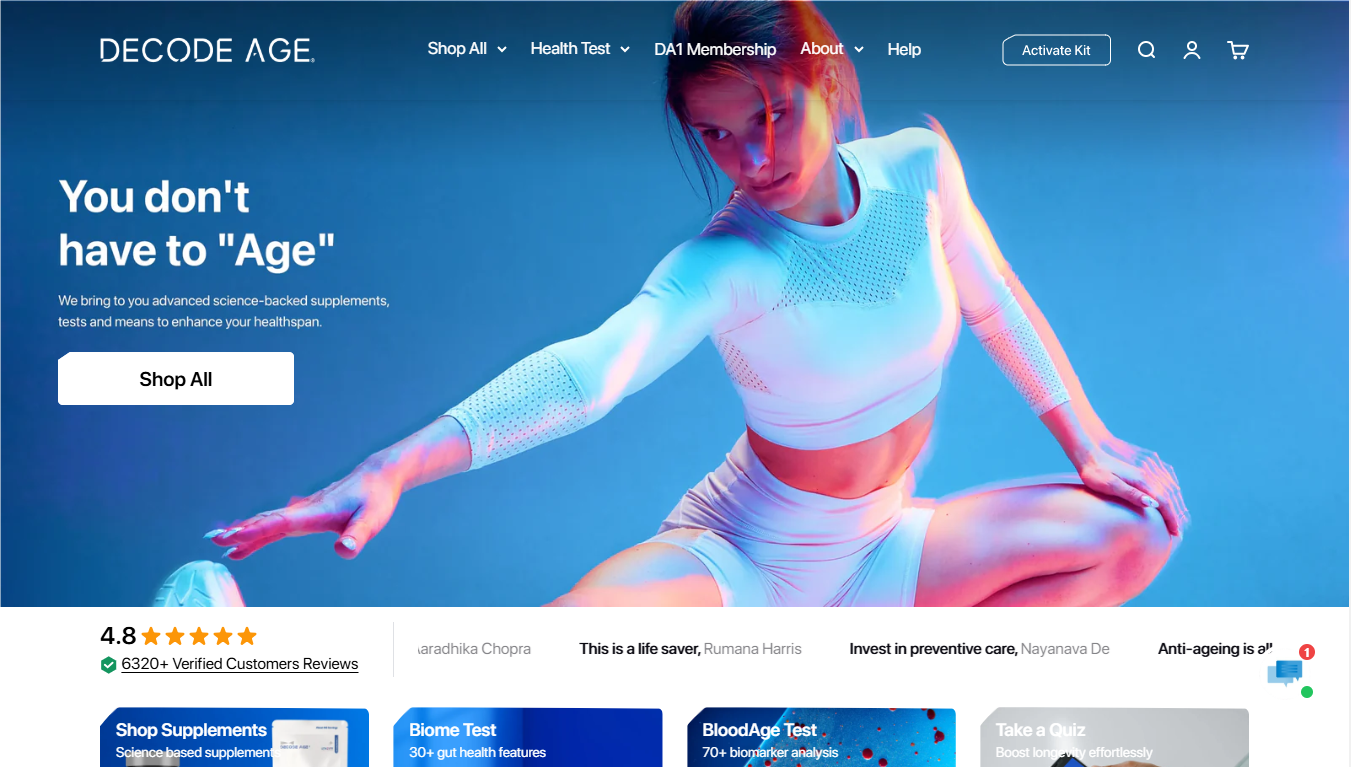 DECODE AGE
Shop All
Health Test
DA1 Membership
About
Help
Activate Kit
You don't
have to "Age"
We bring to you advanced science-backed supplements,
tests and means to enhance your healthspan.
Shop All
4.8
6320+ Verified Customers Reviews
aradhika Chopra
This is a life saver, Rumana Harris
Invest in preventive care, Nayanava De
Anti-ageing is all
1
Shop Supplements
Science based supplements
Biome Test
30+ gut health features
BloodAge Test
70+ biomarker analysis
Take a Quiz
Boost longevity effortlessly